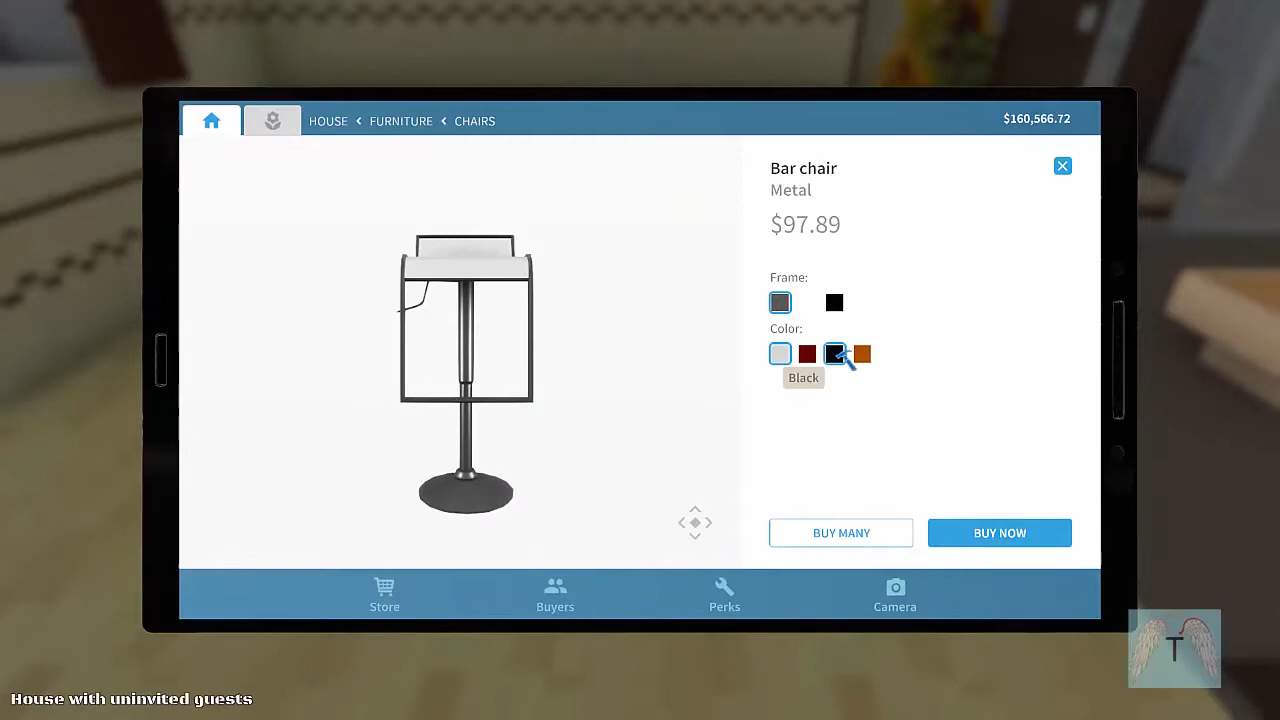 HOUSE < FURNITURE < CHAIRS
$160,566.72
Bar chair
Metal
$97.89
Frame:
Color:
Black
BUY MANY
BUY NOW
Store
Buyers
Perks
Camera
T
House with uninvited guests